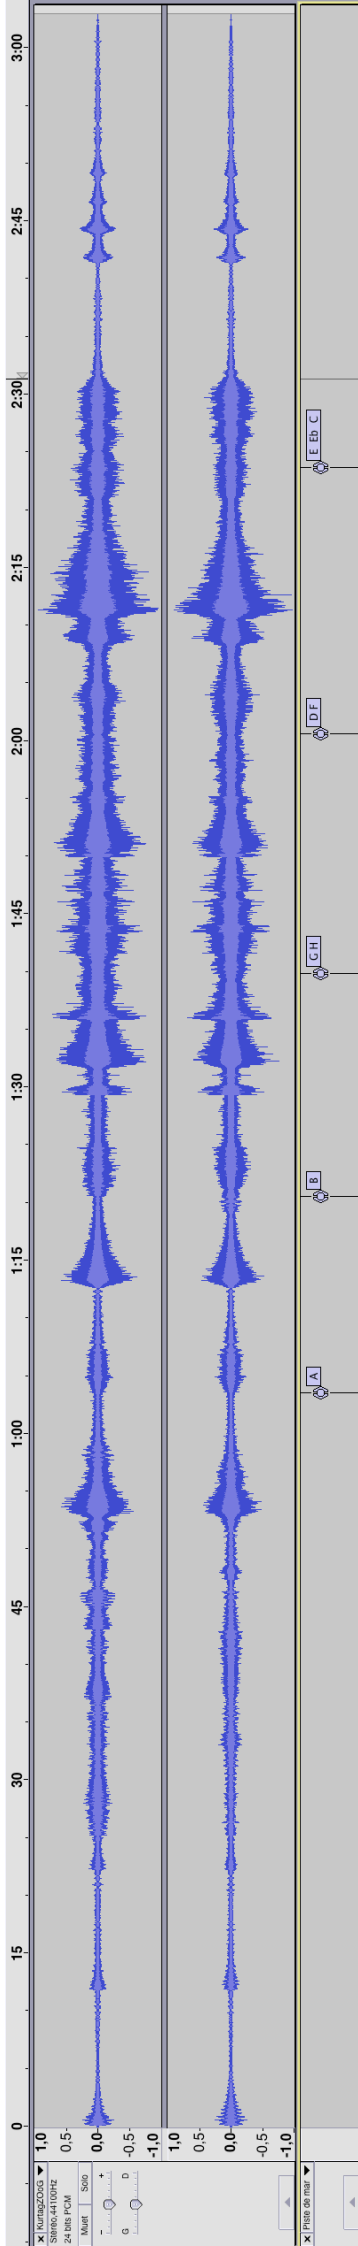 0 15 30 45 1:00 1:15 1:30 1:45 2:00 2:15 2:30 2:45 3:00
× KurtagZOoG ▼
Stéréo,44100Hz
24 bits PCM
Muet Solo
- +
G D
1,0
0,5
0,0
-0,5
-1,0
1,0
0,5
0,0
-0,5
-1,0
× Piste de mar ▼
A B G H D F E Eb C